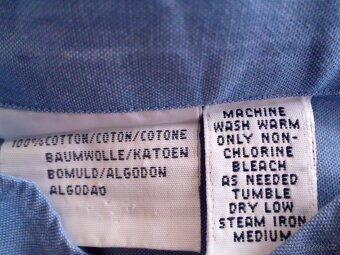 100% COTTON/COTON/COTONE
BAUMWOLLE/KATOEN
BOMULD/ALGODON
ALGODAO
MACHINE
WASH WARM
ONLY NON-
CHLORINE
BLEACH
AS NEEDED
TUMBLE
DRY LOW
STEAM IRON
MEDIUM